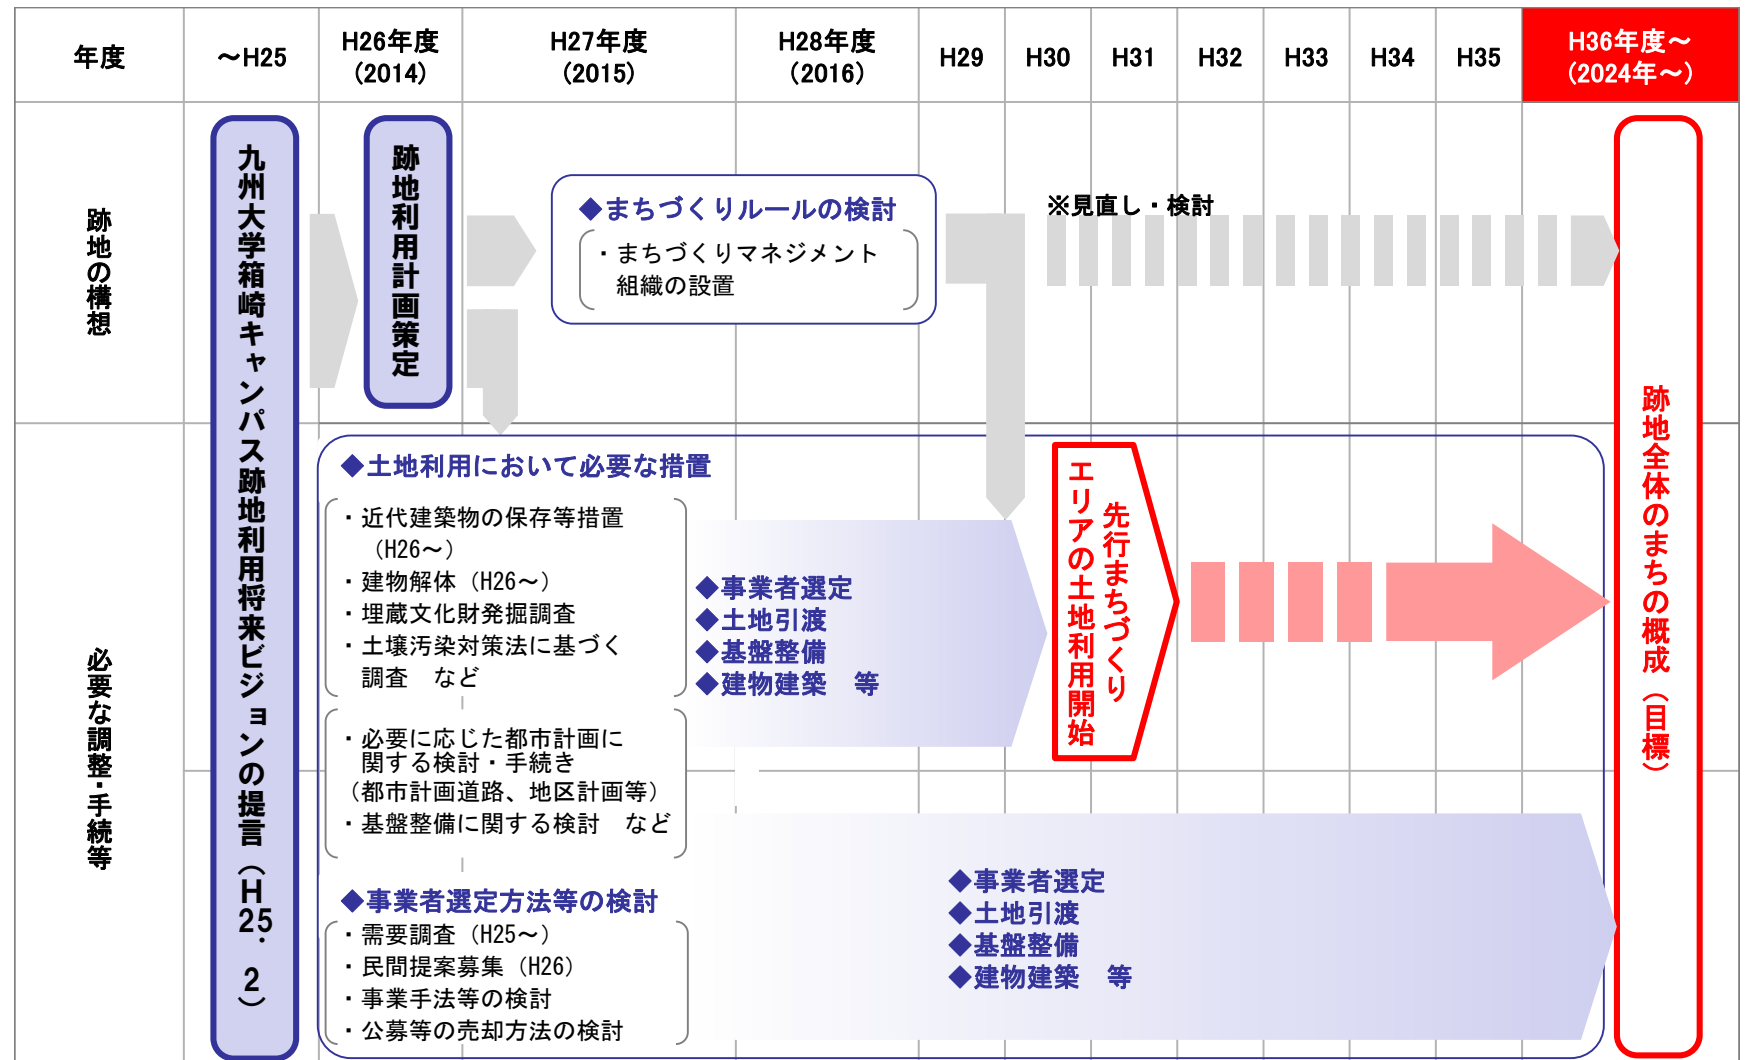 年度
～H25
H26年度
（2014）
H27年度
（2015）
H28年度
（2016）
H29
H30
H31
H32
H33
H34
H35
H36年度～
（2024年～）
跡地の構想
九州大学箱崎キャンパス跡地利用将来ビジョンの提言（H25．2）
跡地利用計画策定
◆まちづくりルールの検討
・まちづくりマネジメント
組織の設置
※見直し・検討
必要な調整・手続等
◆土地利用において必要な措置
・近代建築物の保存等措置
（H26～）
・建物解体（H26～）
・埋蔵文化財発掘調査
・土壌汚染対策法に基づく
調査　など
・必要に応じた都市計画に
関する検討・手続き
（都市計画道路、地区計画等）
・基盤整備に関する検討　など
◆事業者選定方法等の検討
・需要調査（H25～）
・民間提案募集（H26）
・事業手法等の検討
・公募等の売却方法の検討
◆事業者選定
◆土地引渡
◆基盤整備
◆建物建築　等
先行まちづくり
エリアの土地利用開始
◆事業者選定
◆土地引渡
◆基盤整備
◆建物建築　等
跡地全体のまちの概成（目標）